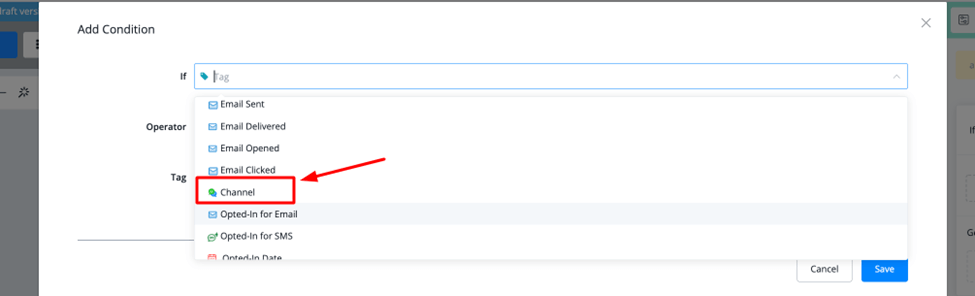 draft vers
Add Condition
If
Tag
Email Sent
Operator
Email Delivered
Email Opened
Email Clicked
Tag
Channel
Opted-In for Email
Opted-In for SMS
Opted-In Date
Cancel
Save
If